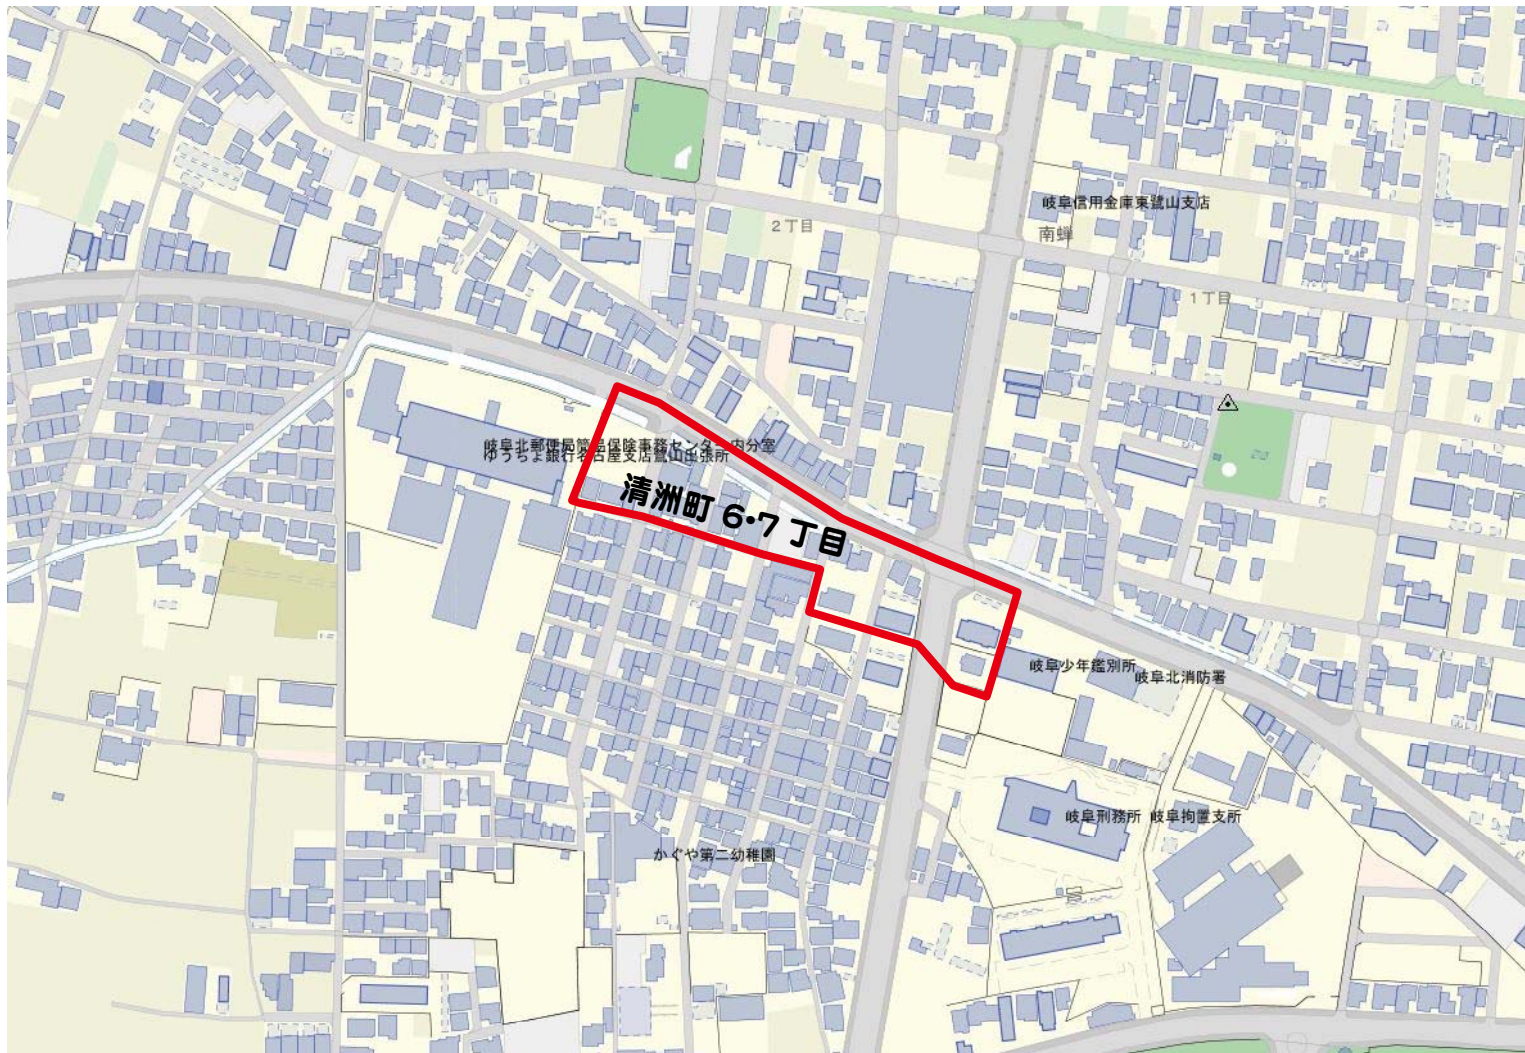 岐阜信用金庫東鷺山支店
2丁目
南蝉
1丁目
岐阜北郵便局簡易保険事務センター内分室
ゆうちょ銀行名古屋支店鷺山出張所
清洲町6・7丁目
岐阜少年鑑別所
岐阜北消防署
岐阜刑務所 岐阜拘置支所
かぐや第二幼稚園